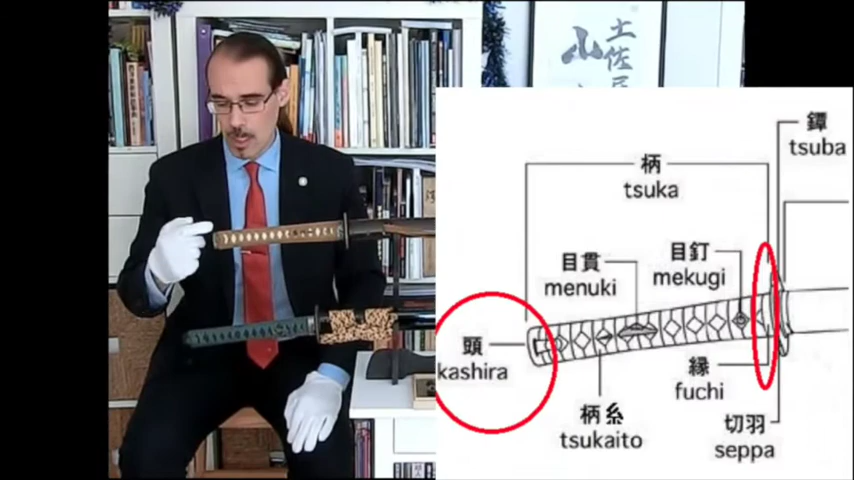 土佐
山
鐔
tsuba
柄
tsuka
目貫
menuki
目釘
mekugi
頭
kashira
縁
fuchi
柄糸
tsukaito
切羽
seppa